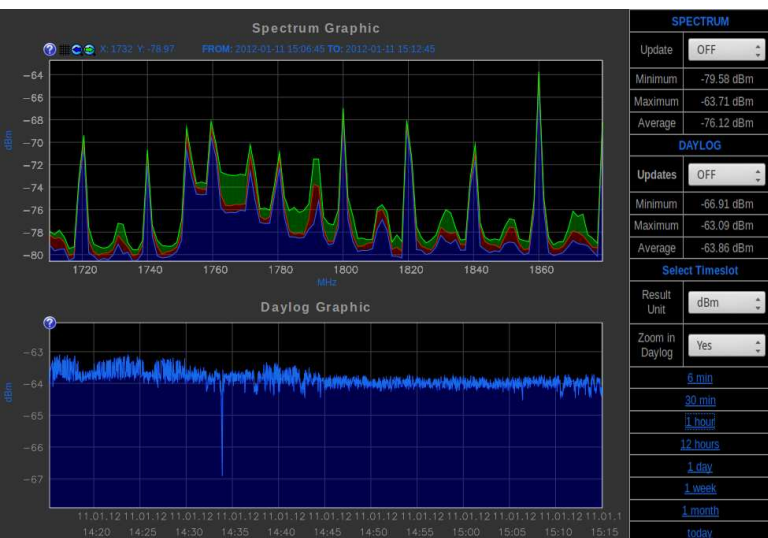 Spectrum Graphic
X: 1732 Y: -78.97 FROM: 2012-01-11 15:06:45 TO: 2012-01-11 15:12:45
dBm
−64
−66
−68
−70
−72
−74
−76
−78
−80
1720 1740 1760 1780 1800 1820 1840 1860
MHz
Daylog Graphic
dBm
−63
−64
−65
−66
−67
11.01.12 11.01.12 11.01.12 11.01.12 11.01.12 11.01.12 11.01.12 11.01.12 11.01.12 11.01.12 11.01.12 11.01.1
14:20 14:25 14:30 14:35 14:40 14:45 14:50 14:55 15:00 15:05 15:10 15:15
SPECTRUM
Update OFF
Minimum -79.58 dBm
Maximum -63.71 dBm
Average -76.12 dBm
DAYLOG
Updates OFF
Minimum -66.91 dBm
Maximum -63.09 dBm
Average -63.86 dBm
Select Timeslot
Result Unit dBm
Zoom in Daylog Yes
6 min
30 min
1 hour
12 hours
1 day
1 week
1 month
today